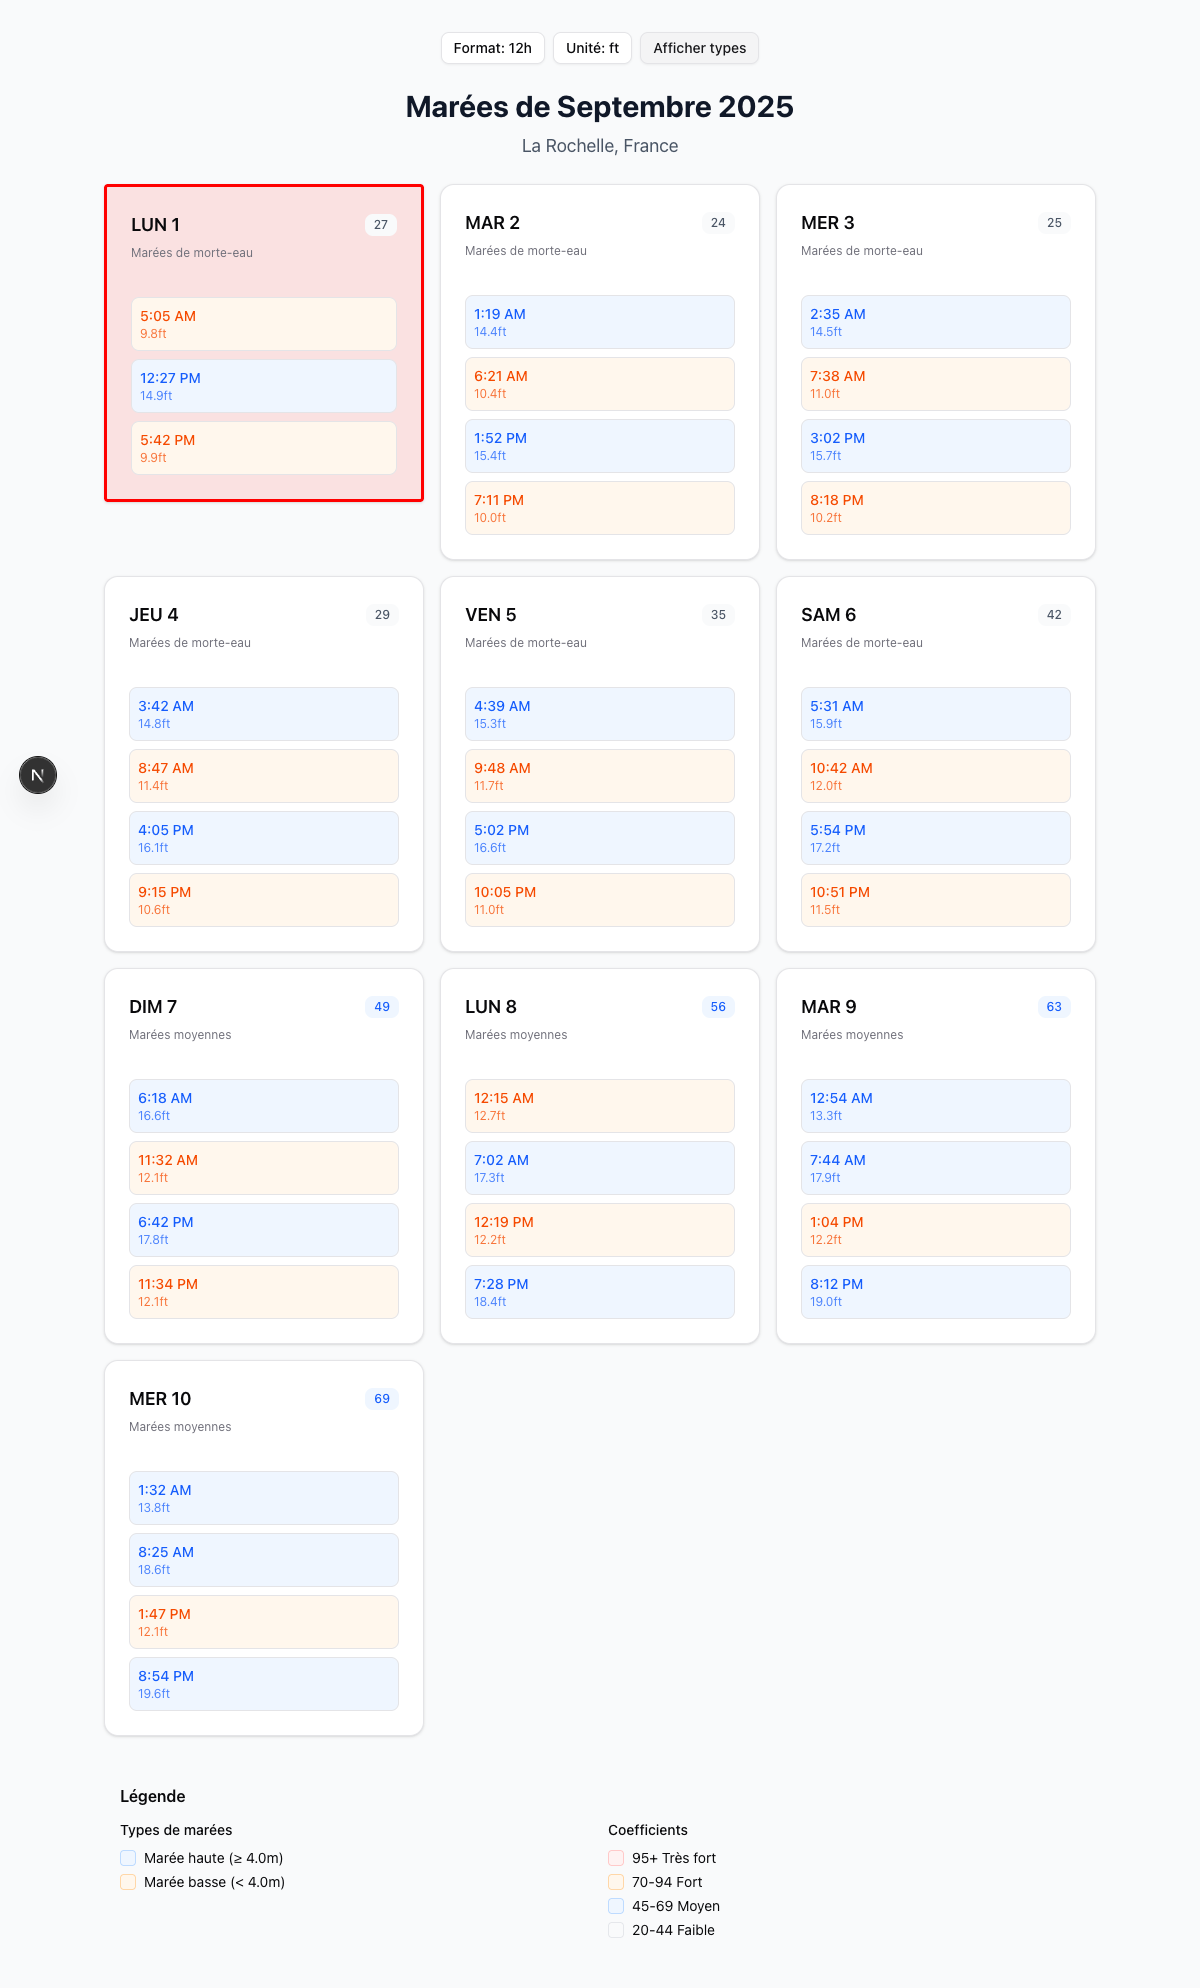 Format: 12h
Unité: ft
Afficher types
Marées de Septembre 2025
La Rochelle, France
LUN 1
27
Marées de morte-eau
5:05 AM
9.8ft
12:27 PM
14.9ft
5:42 PM
9.9ft
MAR 2
24
Marées de morte-eau
1:19 AM
14.4ft
6:21 AM
10.4ft
1:52 PM
15.4ft
7:11 PM
10.0ft
MER 3
25
Marées de morte-eau
2:35 AM
14.5ft
7:38 AM
11.0ft
3:02 PM
15.7ft
8:18 PM
10.2ft
JEU 4
29
Marées de morte-eau
3:42 AM
14.8ft
8:47 AM
11.4ft
4:05 PM
16.1ft
9:15 PM
10.6ft
VEN 5
35
Marées de morte-eau
4:39 AM
15.3ft
9:48 AM
11.7ft
5:02 PM
16.6ft
10:05 PM
11.0ft
SAM 6
42
Marées de morte-eau
5:31 AM
15.9ft
10:42 AM
12.0ft
5:54 PM
17.2ft
10:51 PM
11.5ft
N
DIM 7
49
Marées moyennes
6:18 AM
16.6ft
11:32 AM
12.1ft
6:42 PM
17.8ft
11:34 PM
12.1ft
LUN 8
56
Marées moyennes
12:15 AM
12.7ft
7:02 AM
17.3ft
12:19 PM
12.2ft
7:28 PM
18.4ft
MAR 9
63
Marées moyennes
12:54 AM
13.3ft
7:44 AM
17.9ft
1:04 PM
12.2ft
8:12 PM
19.0ft
MER 10
69
Marées moyennes
1:32 AM
13.8ft
8:25 AM
18.6ft
1:47 PM
12.1ft
8:54 PM
19.6ft
Légende
Types de marées
Marée haute (≥ 4.0m)
Marée basse (< 4.0m)
Coefficients
95+ Très fort
70-94 Fort
45-69 Moyen
20-44 Faible